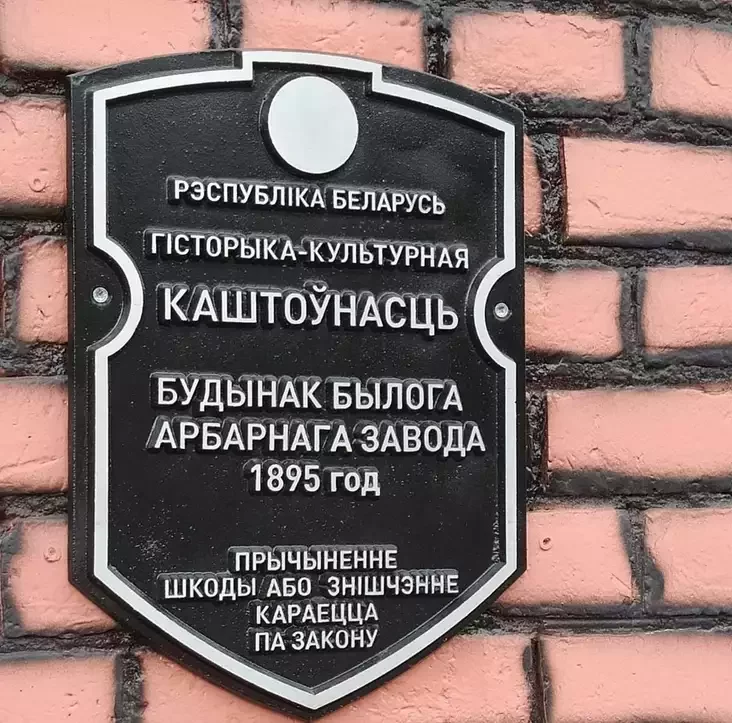 РЭСПУБЛІКА БЕЛАРУСЬ
ГІСТОРЫКА-КУЛЬТУРНАЯ
КАШТОЎНАСЦЬ
БУДЫНАК БЫЛОГА
АРБАРНАГА ЗАВОДА
1895 год
ПРЫЧЫНЕННЕ
ШКОДЫ АБО ЗНІШЧЭННЕ
КАРАЕЦЦА
ПА ЗАКОНУ